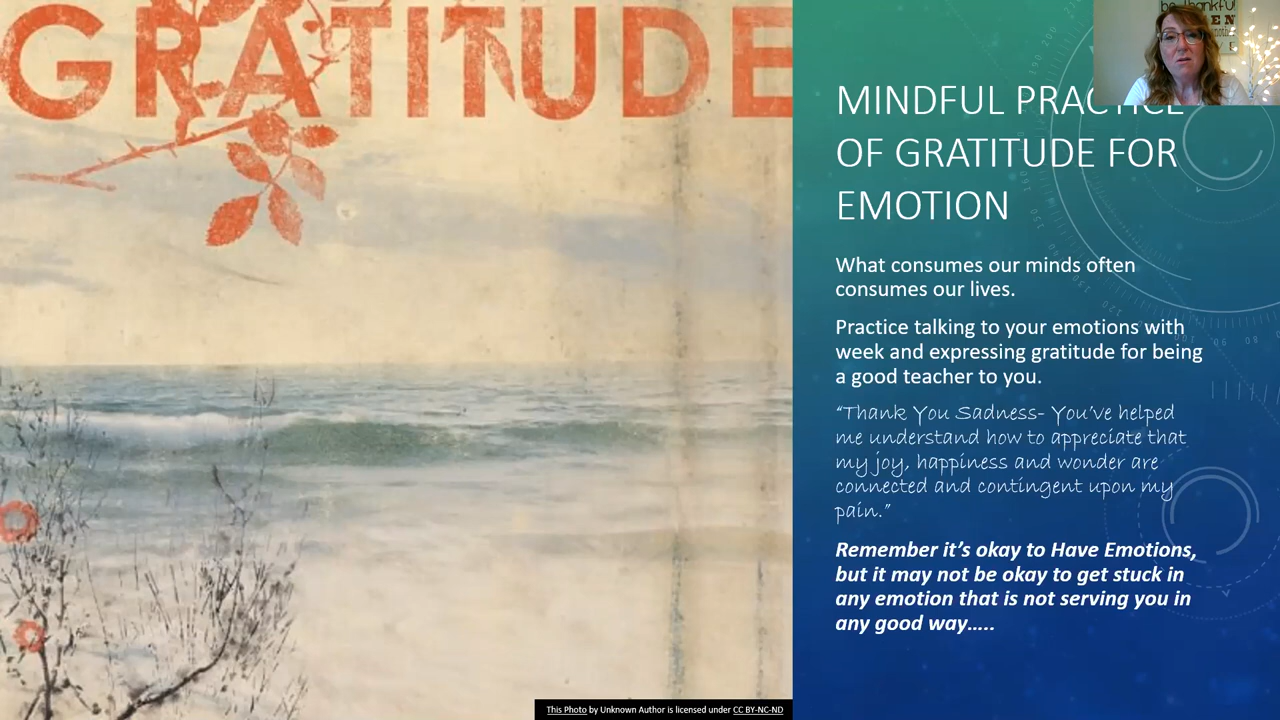 GRATITUDE
be thankful
EN
MINDFUL PRACTICE
OF GRATITUDE FOR
EMOTION
What consumes our minds often
consumes our lives.
Practice talking to your emotions with
week and expressing gratitude for being
a good teacher to you.
“Thank You Sadness- You’ve helped
me understand how to appreciate that
my joy, happiness and wonder are
connected and contingent upon my
pain.”
Remember it’s okay to Have Emotions,
but it may not be okay to get stuck in
any emotion that is not serving you in
any good way…..
This Photo by Unknown Author is licensed under CC BY-NC-ND